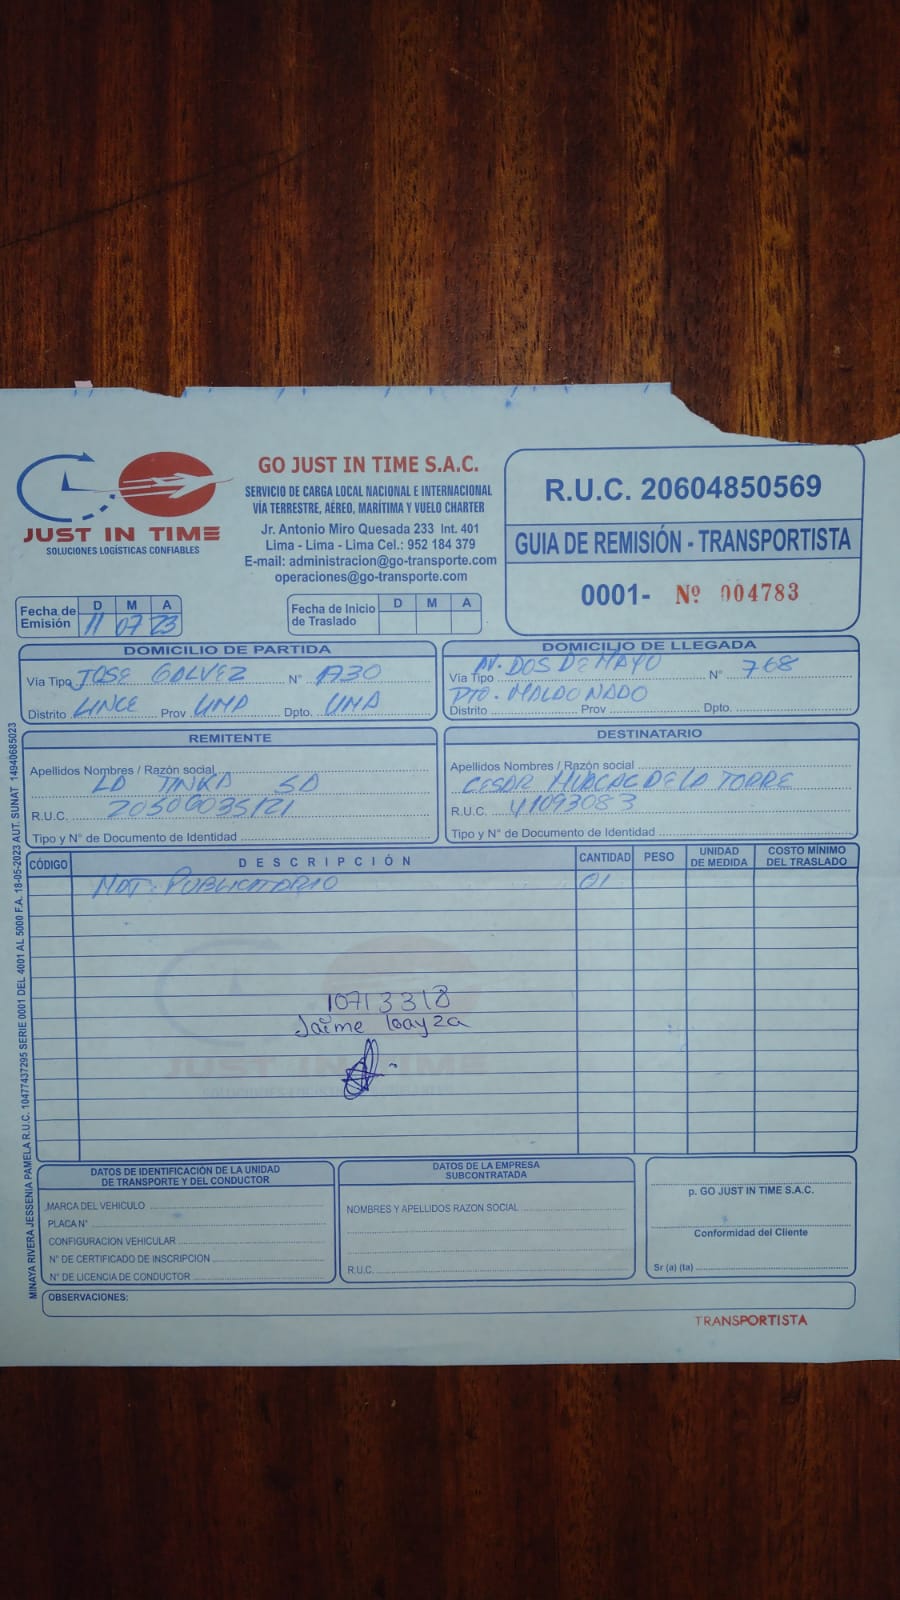 JUST IN TIME
SOLUCIONES LOGÍSTICAS CONFIABLES
GO JUST IN TIME S.A.C.
SERVICIO DE CARGA LOCAL NACIONAL E INTERNACIONAL
VÍA TERRESTRE, AÉREO, MARÍTIMA Y VUELO CHARTER
Jr. Antonio Miro Quesada 233 Int. 401
Lima - Lima - Lima Cel.: 952 184 379
E-mail: administracion@go-transporte.com
operaciones@go-transporte.com
R.U.C. 20604850569
GUIA DE REMISIÓN - TRANSPORTISTA
0001- Nº 004783
Fecha de Emisión D M A
11 07 23
Fecha de Inicio de Traslado D M A
DOMICILIO DE PARTIDA
Via Tipo JOSE GALVEZ N° 1730
Distrito LINCE Prov LIMA Dpto. LIMA
DOMICILIO DE LLEGADA
Via Tipo AV. DOS DE MAYO N° 768
PTO. MALDONADO
Distrito Prov Dpto.
REMITENTE
Apellidos Nombres / Razón social
LA TINKA SA
R.U.C. 20506035121
Tipo y N° de Documento de Identidad
DESTINATARIO
Apellidos Nombres / Razón social
CESAR DE LA TORRE
R.U.C. 41093083
Tipo y N° de Documento de Identidad
CÓDIGO DESCRIPCIÓN CANTIDAD PESO UNIDAD DE MEDIDA COSTO MÍNIMO DEL TRASLADO
MAT. PUBLICITARIO 01
10713318
Jaime loayza
JUST IN TIME
SOLUCIONES
DATOS DE IDENTIFICACIÓN DE LA UNIDAD
DE TRANSPORTE Y DEL CONDUCTOR
MARCA DEL VEHICULO
PLACA N°
CONFIGURACION VEHICULAR
N° DE CERTIFICADO DE INSCRIPCION
N° DE LICENCIA DE CONDUCTOR
DATOS DE LA EMPRESA
SUBCONTRATADA
NOMBRES Y APELLIDOS RAZON SOCIAL
R.U.C.
p. GO JUST IN TIME S.A.C.
Conformidad del Cliente
Sr (a) (ta)
OBSERVACIONES:
TRANSPORTISTA
MINAYA RIVERA JESSENIA PAMELA R.U.C. 10477437295 SERIE 0001 DEL 4001 AL 5000 F.A. 18-05-2023 AUT. SUNAT 14940685023